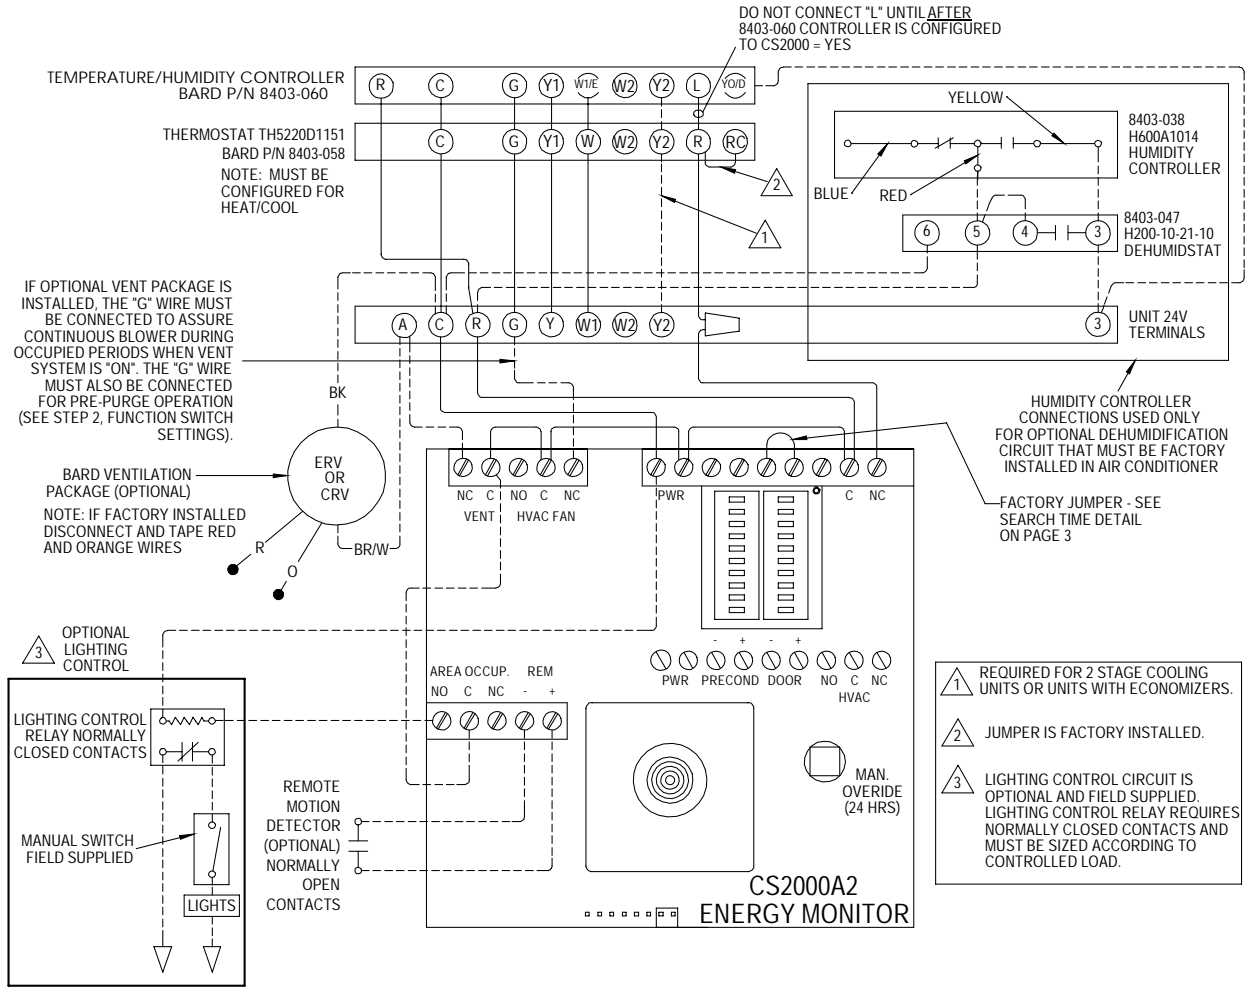 DO NOT CONNECT "L" UNTIL AFTER
8403-060 CONTROLLER IS CONFIGURED
TO CS2000 = YES
TEMPERATURE/HUMIDITY CONTROLLER
BARD P/N 8403-060
R C G Y1 W1/E W2 Y2 L YO/D
THERMOSTAT TH5220D1151
BARD P/N 8403-058
NOTE: MUST BE
CONFIGURED FOR
HEAT/COOL
C G Y1 W W2 Y2 R RC
2
1
YELLOW
BLUE
RED
8403-038
H600A1014
HUMIDITY
CONTROLLER
6 5 4 3
8403-047
H200-10-21-10
DEHUMIDSTAT
A C R G Y W1 W2 Y2 3
UNIT 24V
TERMINALS
IF OPTIONAL VENT PACKAGE IS
INSTALLED, THE "G" WIRE MUST
BE CONNECTED TO ASSURE
CONTINUOUS BLOWER DURING
OCCUPIED PERIODS WHEN VENT
SYSTEM IS "ON". THE "G" WIRE
MUST ALSO BE CONNECTED
FOR PRE-PURGE OPERATION
(SEE STEP 2, FUNCTION SWITCH
SETTINGS).
HUMIDITY CONTROLLER
CONNECTIONS USED ONLY
FOR OPTIONAL DEHUMIDIFICATION
CIRCUIT THAT MUST BE FACTORY
INSTALLED IN AIR CONDITIONER
BK
ERV
OR
CRV
BARD VENTILATION
PACKAGE (OPTIONAL)
NOTE: IF FACTORY INSTALLED
DISCONNECT AND TAPE RED
AND ORANGE WIRES
R
O
BR/W
NC C NO C NC
VENT HVAC FAN
PWR C NC
FACTORY JUMPER - SEE
SEARCH TIME DETAIL
ON PAGE 3
- + - +
PWR PRECOND DOOR NO C NC
HVAC
3
OPTIONAL
LIGHTING
CONTROL
AREA OCCUP. REM
NO C NC - +
LIGHTING CONTROL
RELAY NORMALLY
CLOSED CONTACTS
MANUAL SWITCH
FIELD SUPPLIED
LIGHTS
REMOTE
MOTION
DETECTOR
(OPTIONAL)
NORMALLY
OPEN
CONTACTS
MAN.
OVERIDE
(24 HRS)
CS2000A2
ENERGY MONITOR
1
REQUIRED FOR 2 STAGE COOLING
UNITS OR UNITS WITH ECONOMIZERS.
2
JUMPER IS FACTORY INSTALLED.
3
LIGHTING CONTROL CIRCUIT IS
OPTIONAL AND FIELD SUPPLIED.
LIGHTING CONTROL RELAY REQUIRES
NORMALLY CLOSED CONTACTS AND
MUST BE SIZED ACCORDING TO
CONTROLLED LOAD.